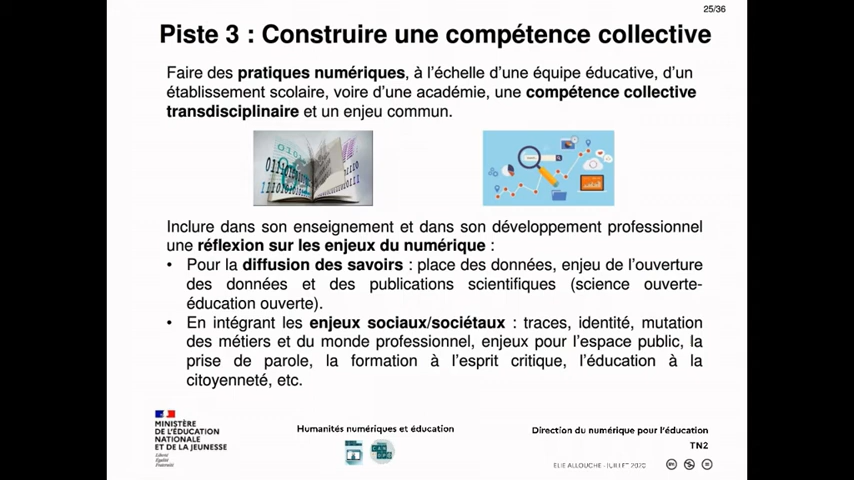 25/36
Piste 3 : Construire une compétence collective
Faire des pratiques numériques, à l'échelle d'une équipe éducative, d'un
établissement scolaire, voire d'une académie, une compétence collective
transdisciplinaire et un enjeu commun.
Inclure dans son enseignement et dans son développement professionnel
une réflexion sur les enjeux du numérique :
• Pour la diffusion des savoirs : place des données, enjeu de l'ouverture
des données et des publications scientifiques (science ouverte-
éducation ouverte).
• En intégrant les enjeux sociaux/sociétaux : traces, identité, mutation
des métiers et du monde professionnel, enjeux pour l'espace public, la
prise de parole, la formation à l'esprit critique, l'éducation à la
citoyenneté, etc.
MINISTÈRE
DE L'ÉDUCATION
NATIONALE
ET DE LA JEUNESSE
Liberté
Égalité
Fraternité
Humanités numériques et éducation
Direction du numérique pour l'éducation
TN2
ELIE ALLOUCHE - JUILLET 2020